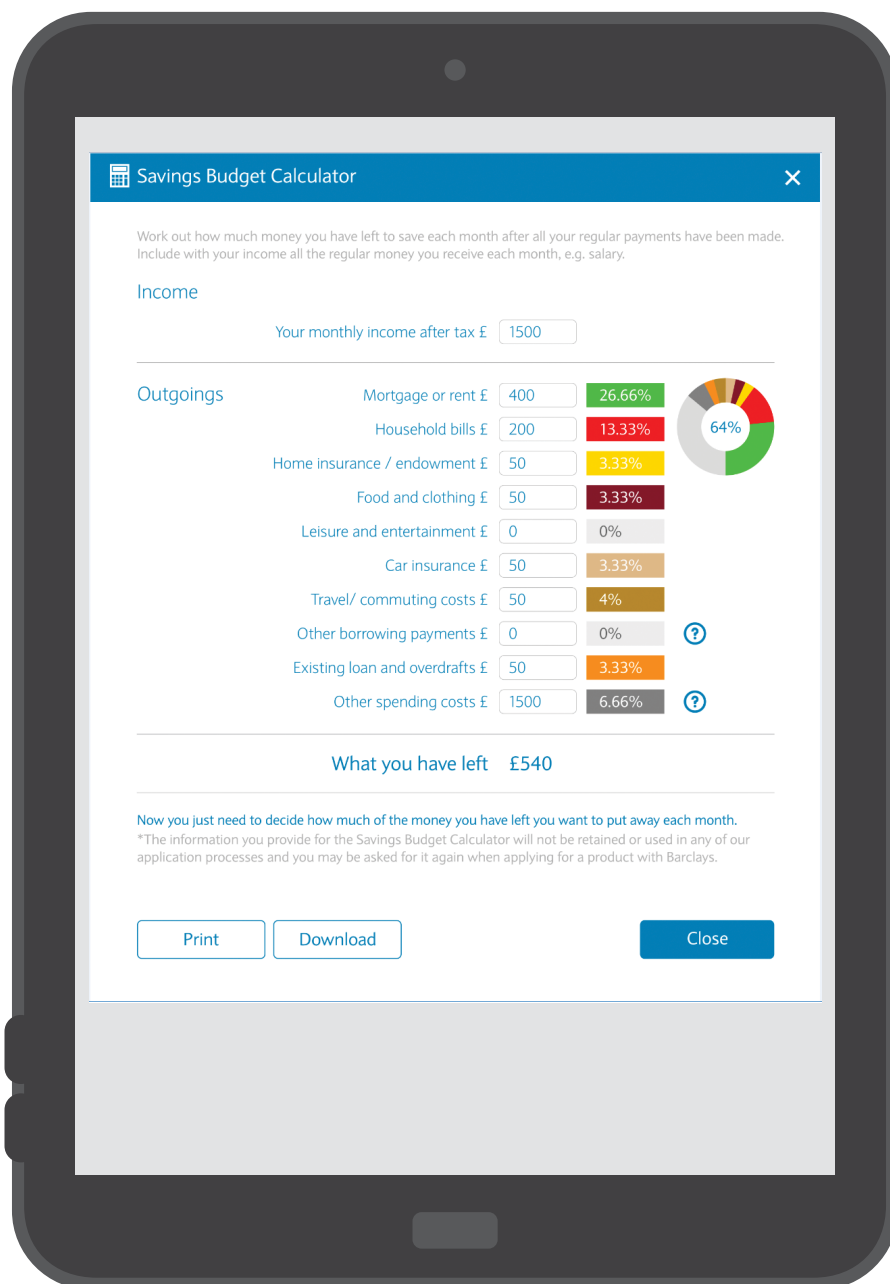 Savings Budget Calculator
Work out how much money you have left to save each month after all your regular payments have been made.
Include with your income all the regular money you receive each month, e.g. salary.
Income
Your monthly income after tax £ 1500
Outgoings
Mortgage or rent £ 400 26.66%
64%
Household bills £ 200 13.33%
Home insurance / endowment £ 50 3.33%
Food and clothing £ 50 3.33%
Leisure and entertainment £ 0 0%
Car insurance £ 50 3.33%
Travel/ commuting costs £ 50 4%
Other borrowing payments £ 0 0% ?
Existing loan and overdrafts £ 50 3.33%
Other spending costs £ 1500 6.66% ?
What you have left £540
Now you just need to decide how much of the money you have left you want to put away each month.
*The information you provide for the Savings Budget Calculator will not be retained or used in any of our
application processes and you may be asked for it again when applying for a product with Barclays.
Print Download Close